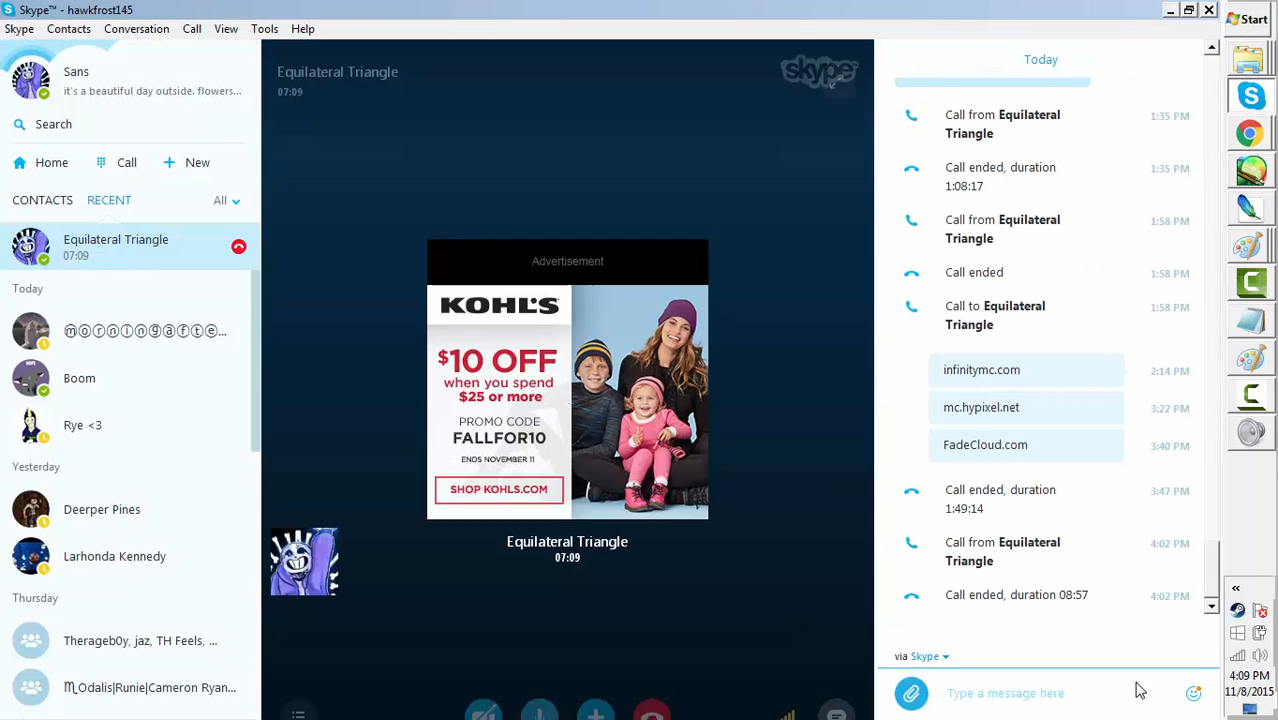 Skype™ - hawkfrost145
Skype Contacts Conversation Call View Tools Help
Sans
it's a beautiful day outside. flowers...
Search
Home Call New
CONTACTS RECENT All
Equilateral Triangle
07:09
Today
ⓜⓞⓡⓝⓘⓝⓖⓐⓕⓣⓔ...
Boom
Rye <3
Yesterday
Deerper Pines
Larhonda Kennedy
Thursday
Therageb0y, jaz, TH Feels, ...
♏Odalis|Runie|Cameron Ryan...
Equilateral Triangle
07:09
skype
Advertisement
KOHL'S
$10 OFF
when you spend
$25 or more
PROMO CODE
FALLFOR10
ENDS NOVEMBER 11
SHOP KOHLS.COM
Equilateral Triangle
07:09
Today
Call from Equilateral 1:35 PM
Triangle
Call ended, duration 1:35 PM
1:08:17
Call from Equilateral 1:58 PM
Triangle
Call ended 1:58 PM
Call to Equilateral 1:58 PM
Triangle
infinitymc.com 2:14 PM
mc.hypixel.net 3:22 PM
FadeCloud.com 3:40 PM
Call ended, duration 3:47 PM
1:49:14
Call from Equilateral 4:02 PM
Triangle
Call ended, duration 08:57 4:02 PM
via Skype
Type a message here
Start
4:09 PM
11/8/2015